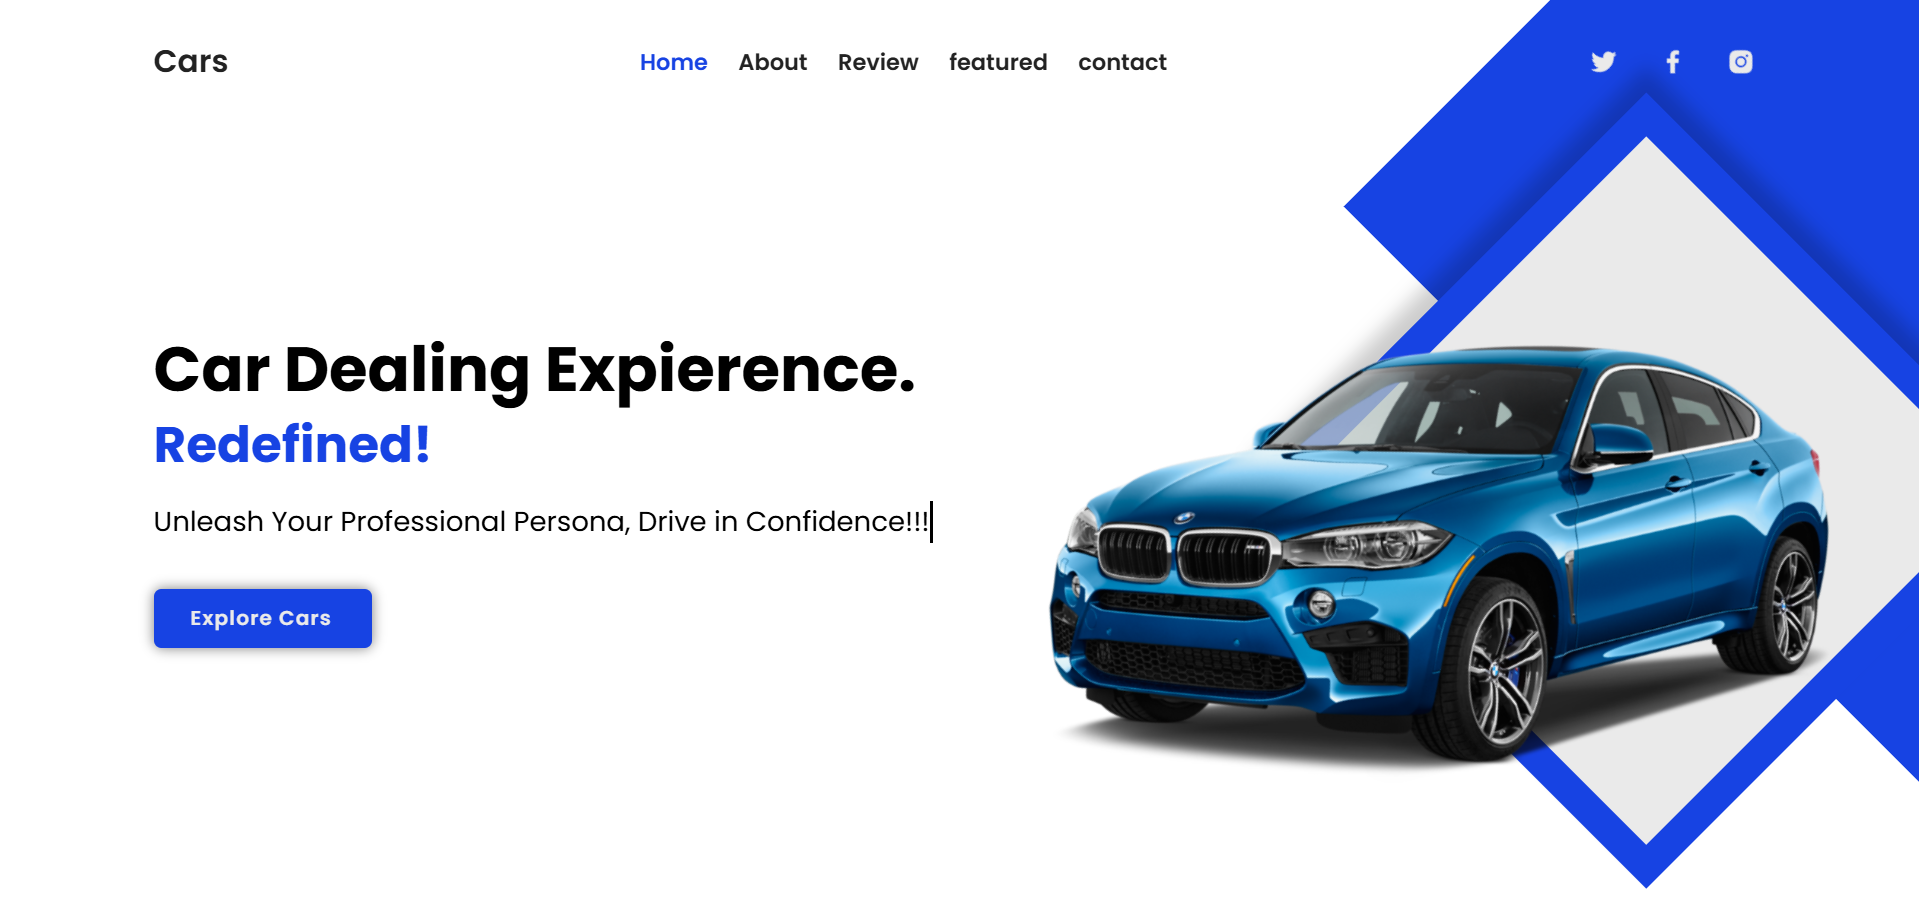 Cars
Home About Review featured contact
Car Dealing Expierence.
Redefined!
Unleash Your Professional Persona, Drive in Confidence!!!
Explore Cars